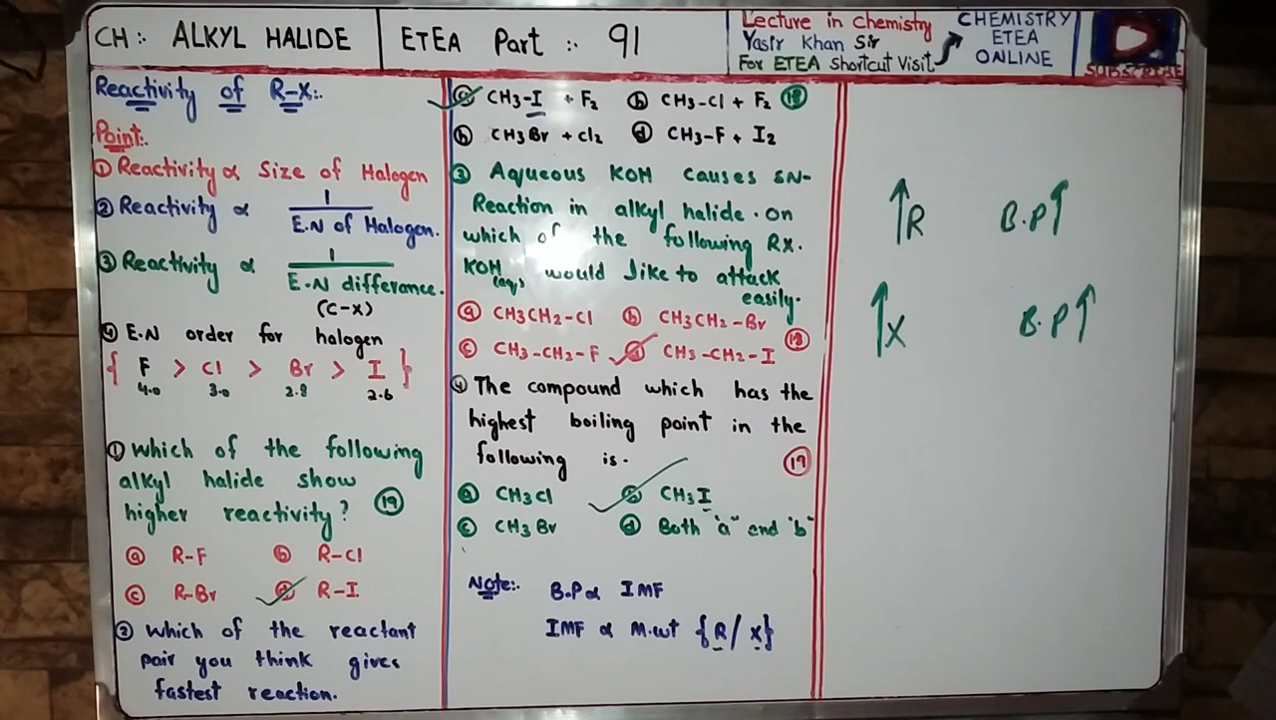 CH:- ALKYL HALIDE
ETEA Part :- 91
Lecture in Chemistry
Yasir Khan Sir
For ETEA Shortcut Visit
CHEMISTRY
ETEA
ONLINE
SUBSCRIBE
Reactivity of R-X:-
Point:-
① Reactivity ∝ Size of Halogen
② Reactivity ∝ 1 / E.N of Halogen.
③ Reactivity ∝ 1 / E.N differance.
(C-X)
④ E.N order for halogen
{ F > Cl > Br > I }
4.0 3.0 2.8 2.6
① Which of the following
alkyl halide show
higher reactivity? ⑲
ⓐ R-F ⓑ R-Cl
ⓒ R-Br ⓓ R-I
② Which of the reactant
pair you think gives
fastest reaction.
ⓐ CH3-I + F2 ⓑ CH3-Cl + F2 ⑱
ⓑ CH3Br + Cl2 ⓓ CH3-F + I2
③ Aqueous KOH causes SN-
Reaction in alkyl halide. on
which of the following RX.
KOH(aq) would like to attack
easily.
ⓐ CH3CH2-Cl ⓑ CH3CH2-Br
ⓒ CH3-CH2-F ⓓ CH3-CH2-I ⑱
④ The compound which has the
highest boiling point in the
following is. ⑲
ⓐ CH3Cl ⓑ CH3I
ⓒ CH3Br ⓓ Both "a" and "b"
Note:- B.P ∝ IMF
IMF ∝ M.wt {R/X}
↑R B.P↑
↑X B.P↑